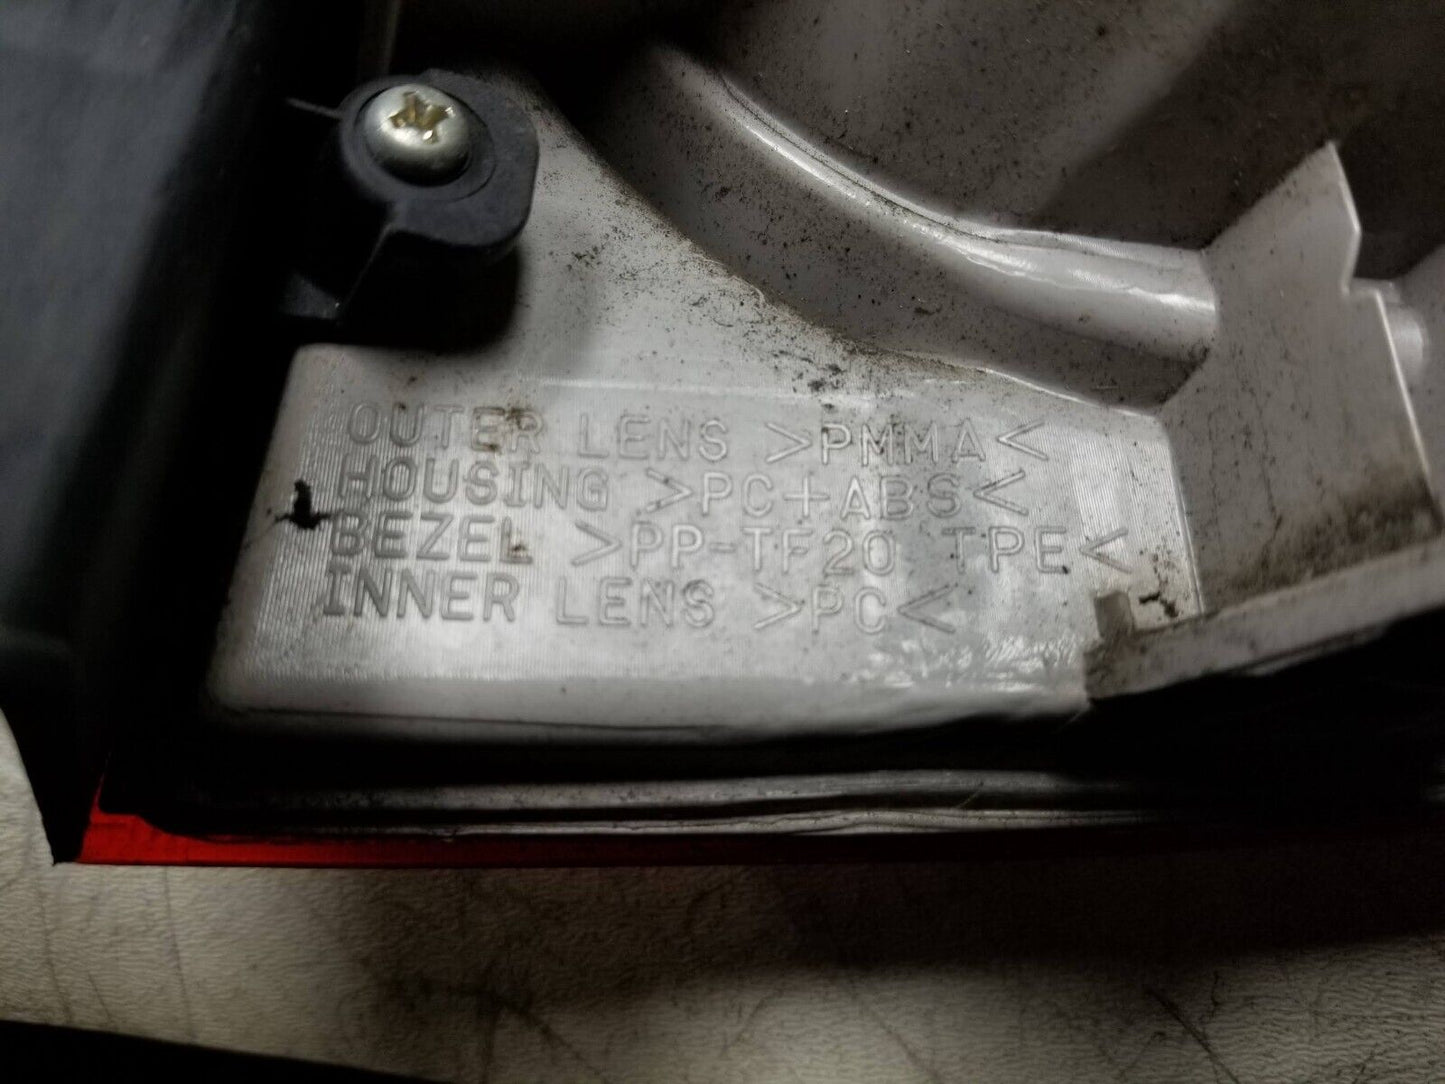 OUTER LENS >PMMA<
HOUSING >PC+ABS<
BEZEL >PP-TF20 TPE<
INNER LENS >PC<